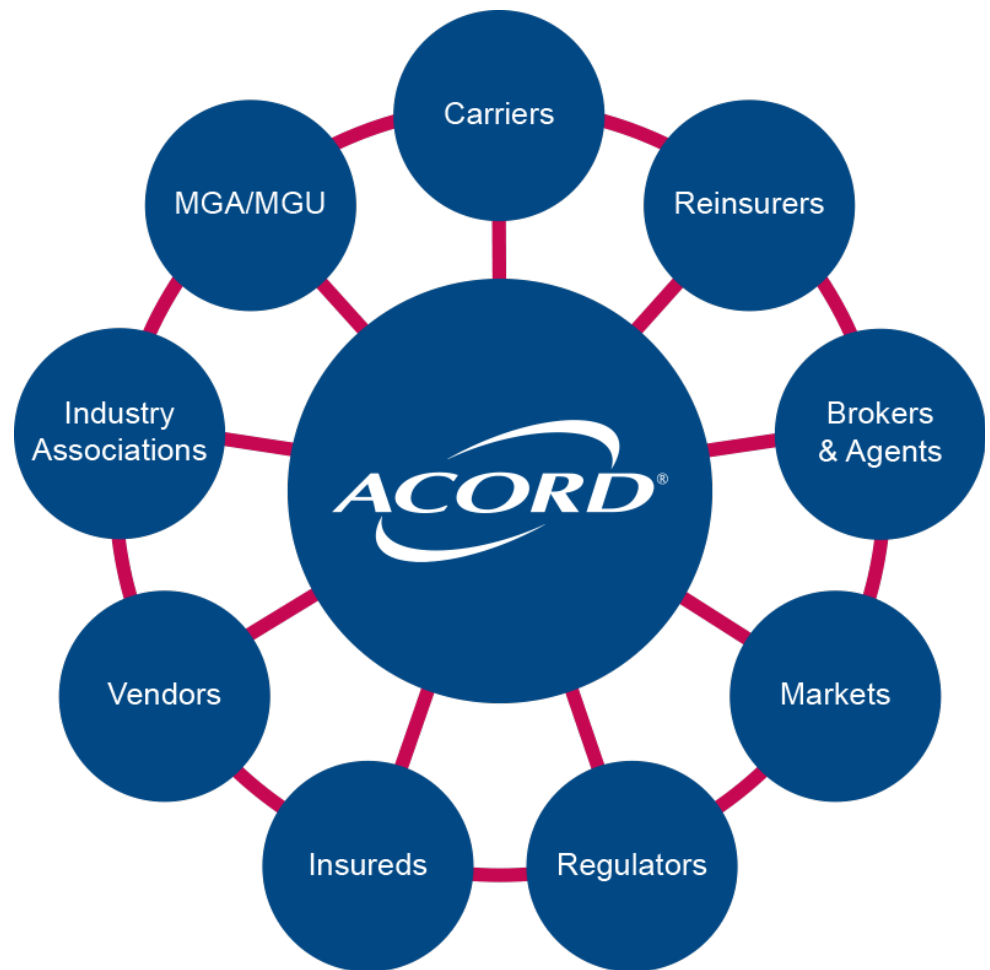 Carriers
MGA/MGU
Reinsurers
Industry
Associations
Brokers
& Agents
ACORD®
Vendors
Markets
Insureds
Regulators